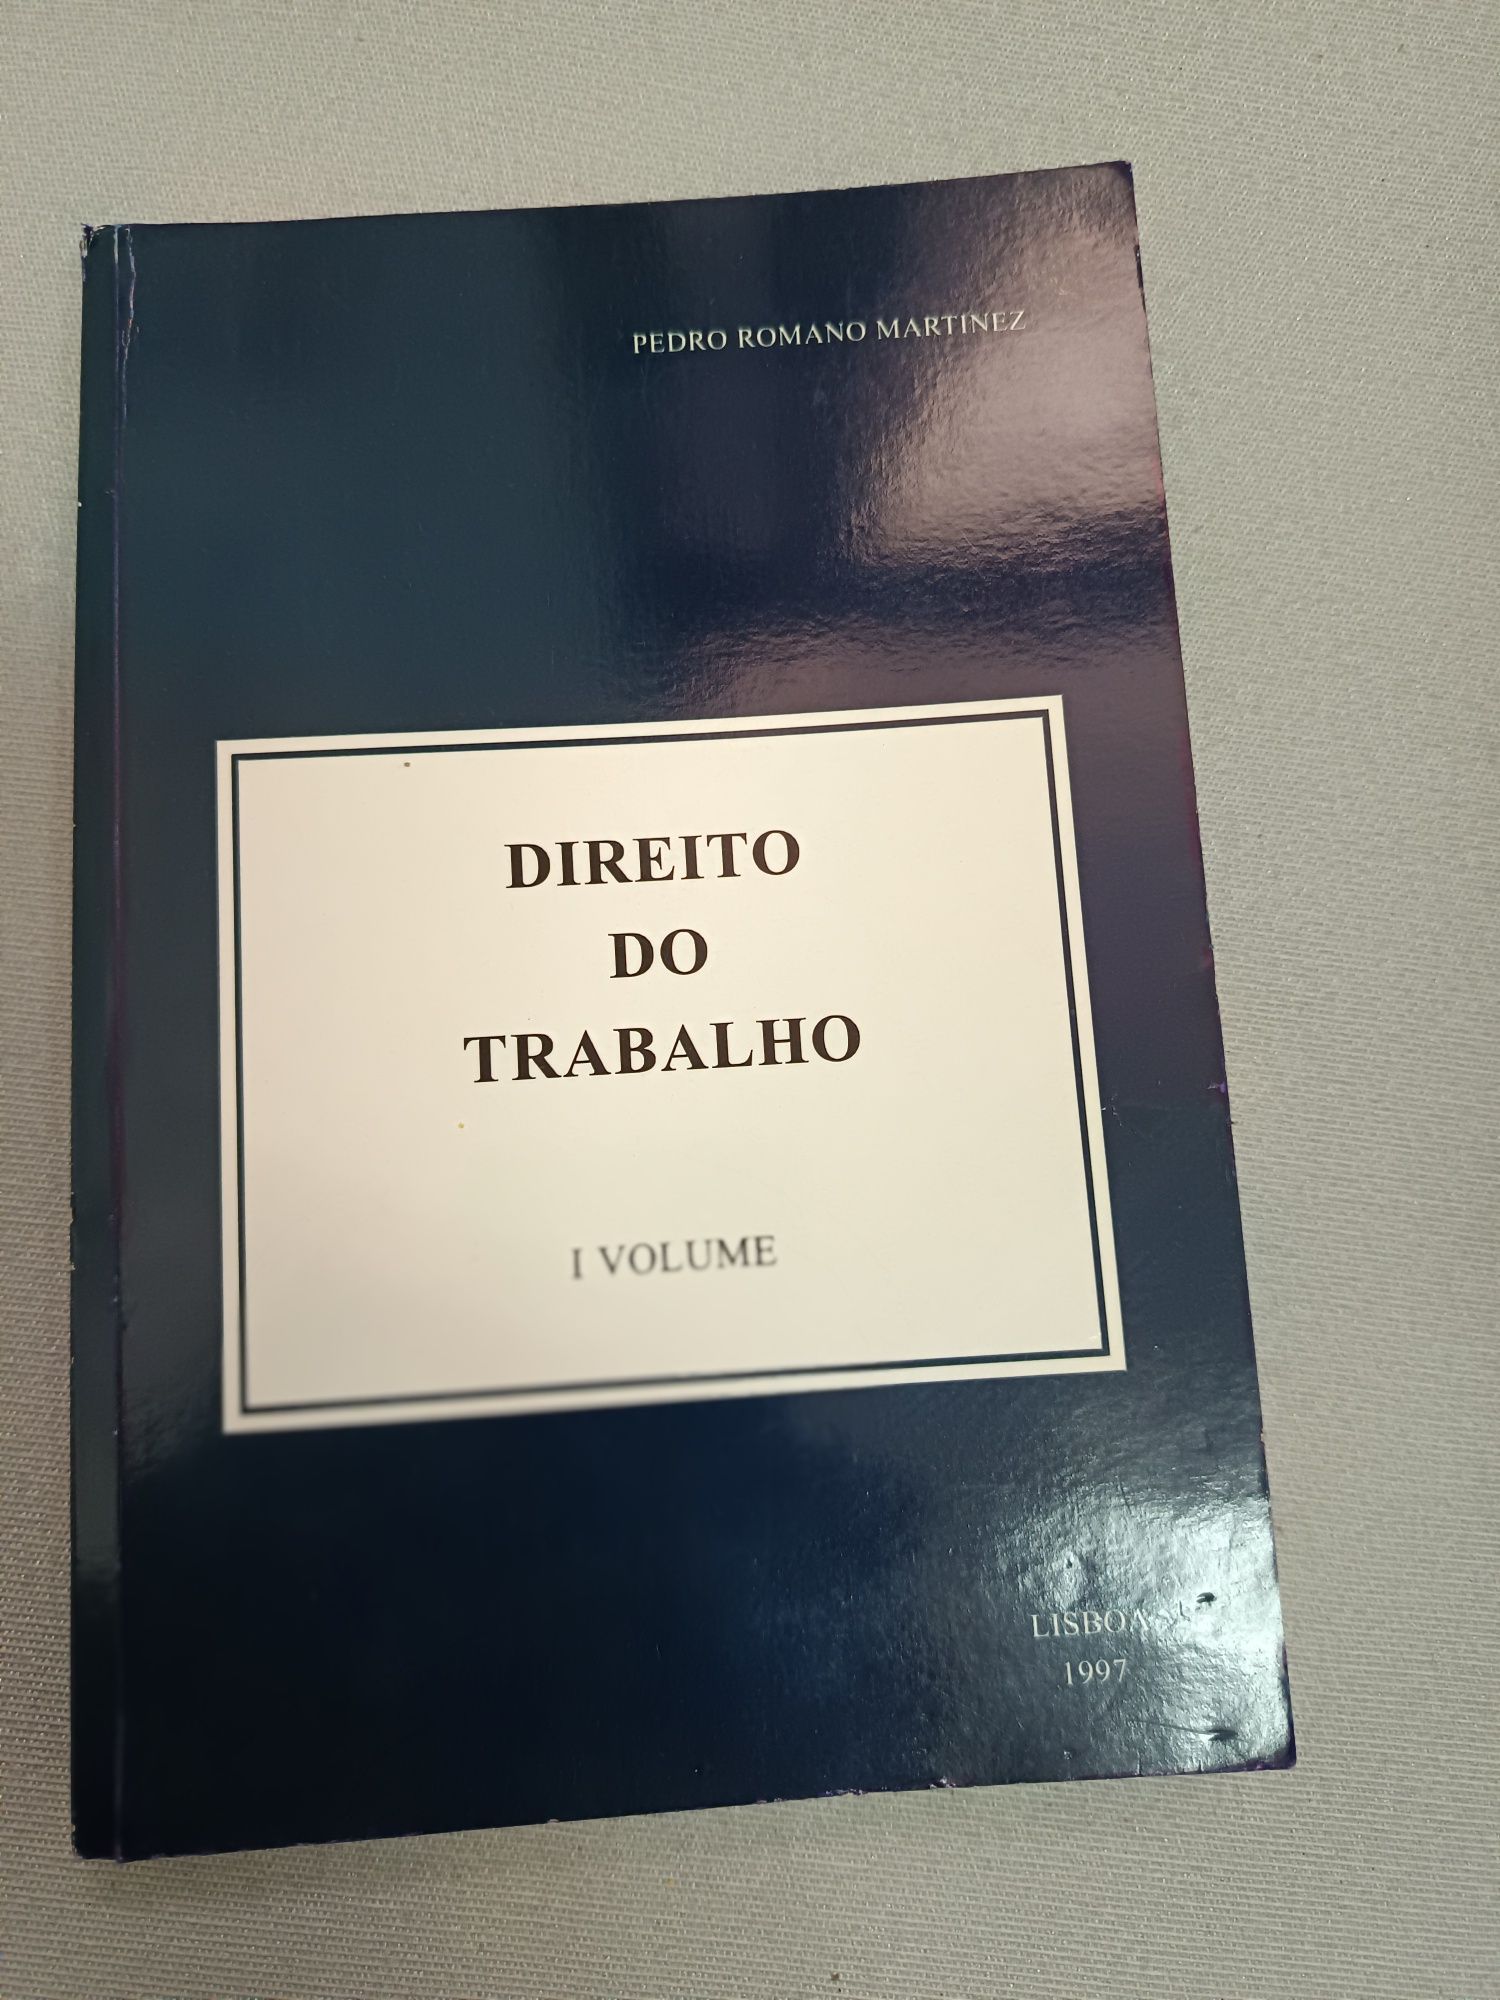 PEDRO ROMANO MARTINEZ
DIREITO
DO
TRABALHO
I VOLUME
LISBOA
1997